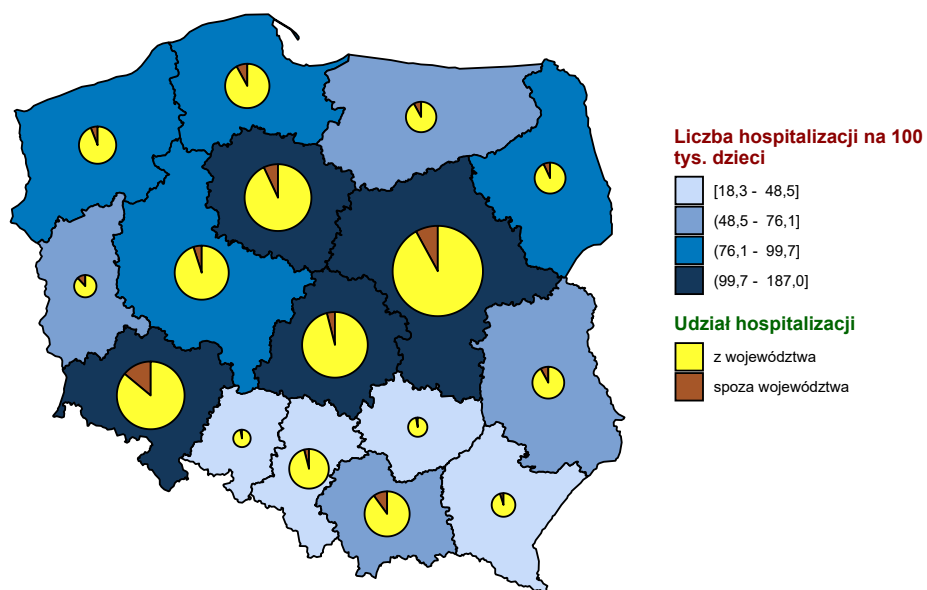 Liczba hospitalizacji na 100
tys. dzieci
[18,3 - 48,5]
(48,5 - 76,1]
(76,1 - 99,7]
(99,7 - 187,0]
Udział hospitalizacji
z województwa
spoza województwa